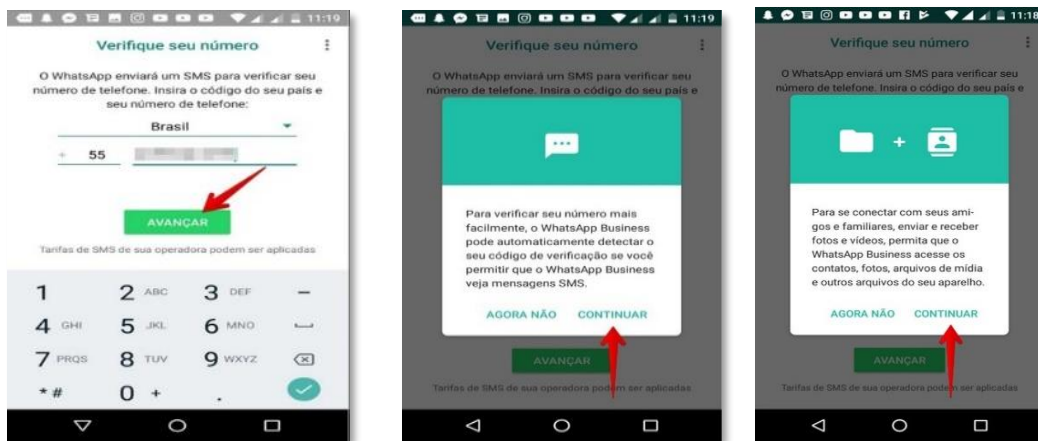 11:19
Verifique seu número
O WhatsApp enviará um SMS para verificar seu
número de telefone. Insira o código do seu país e
seu número de telefone:
Brasil
+ 55
AVANÇAR
Tarifas de SMS de sua operadora podem ser aplicadas
1 2 ABC 3 DEF –
4 GHI 5 JKL 6 MNO
7 PRQS 8 TUV 9 WXYZ
* # 0 + .
11:19
Verifique seu número
O WhatsApp enviará um SMS para verificar seu
número de telefone. Insira o código do seu país e
Para verificar seu número mais
facilmente, o WhatsApp Business
pode automaticamente detectar o
seu código de verificação se você
permitir que o WhatsApp Business
veja mensagens SMS.
AGORA NÃO CONTINUAR
AVANÇAR
Tarifas de SMS de sua operadora podem ser aplicadas
11:18
Verifique seu número
O WhatsApp enviará um SMS para verificar seu
número de telefone. Insira o código do seu país e
Para se conectar com seus ami-
gos e familiares, enviar e receber
fotos e vídeos, permita que o
WhatsApp Business acesse os
contatos, fotos, arquivos de mídia
e outros arquivos do seu aparelho.
AGORA NÃO CONTINUAR
AVANÇAR
Tarifas de SMS de sua operadora podem ser aplicadas